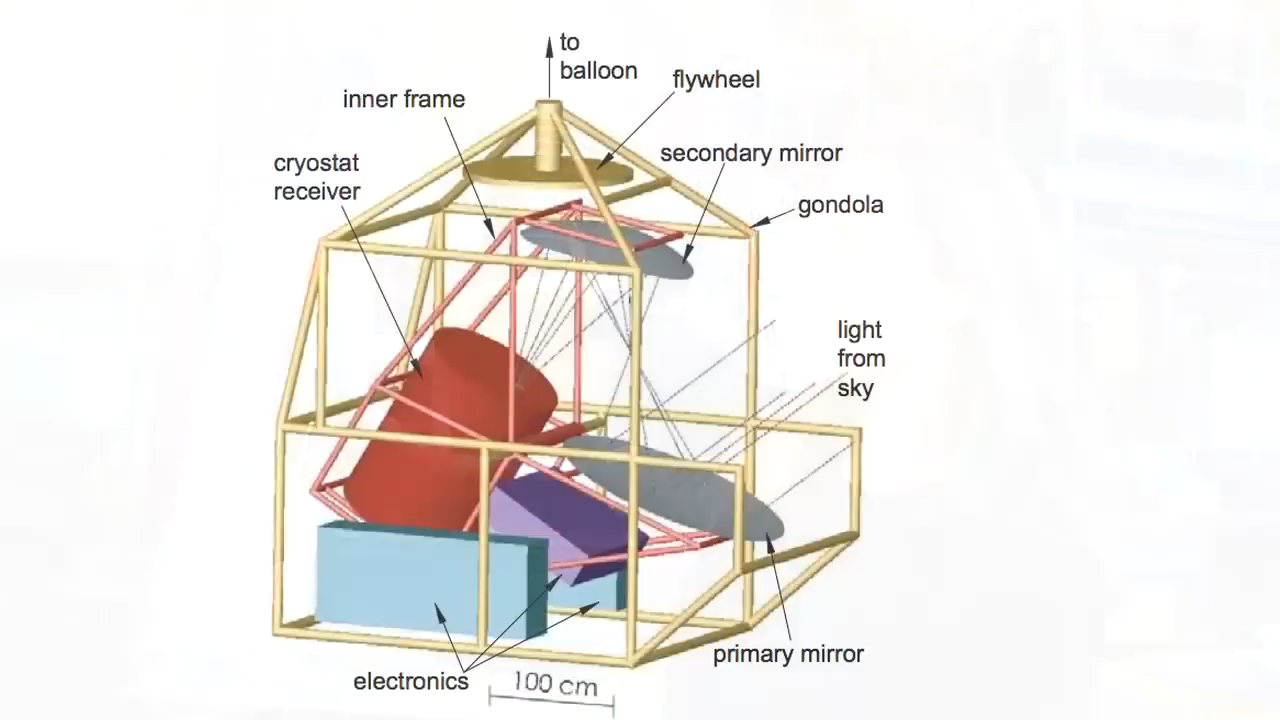 to
balloon
flywheel
inner frame
secondary mirror
cryostat
receiver
gondola
light
from
sky
primary mirror
electronics
100 cm